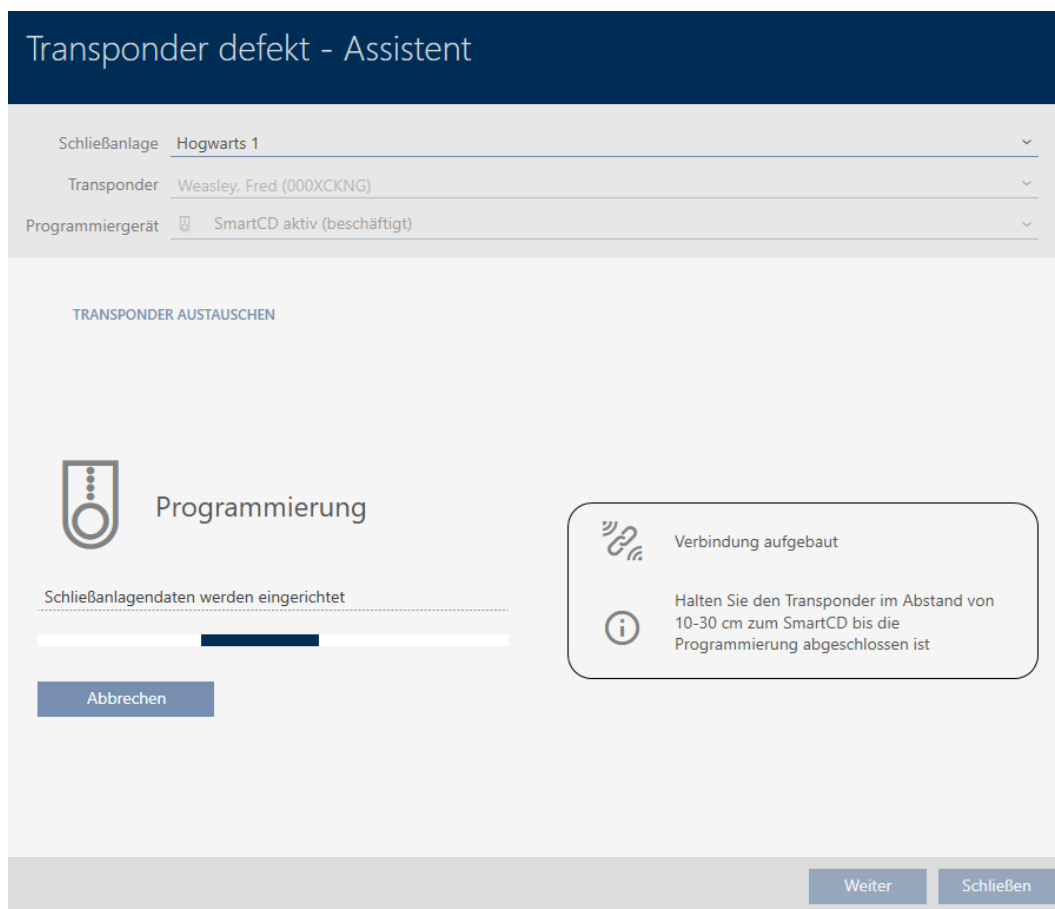 Transponder defekt - Assistent
Schließanlage Hogwarts 1
Transponder Weasley, Fred (000XCKNG)
Programmiergerät SmartCD aktiv (beschäftigt)
TRANSPONDER AUSTAUSCHEN
Programmierung
Schließanlagendaten werden eingerichtet
Abbrechen
Verbindung aufgebaut
Halten Sie den Transponder im Abstand von
10-30 cm zum SmartCD bis die
Programmierung abgeschlossen ist
Weiter
Schließen